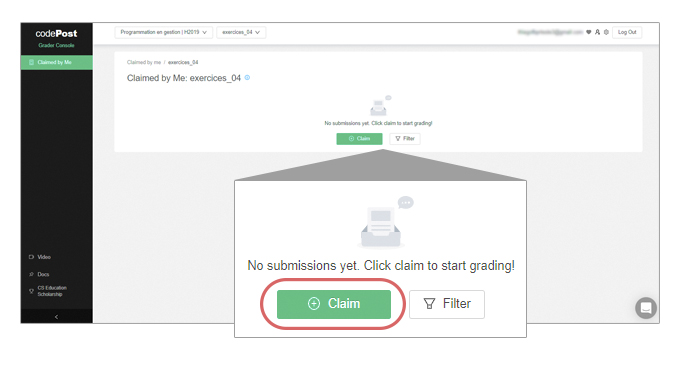 codePost
Grader Console
Claimed by Me
Programmation en gestion | H2019
exercices_04
Log Out
Claimed by me / exercices_04
Claimed by Me: exercices_04
No submissions yet. Click claim to start grading!
Claim
Filter
No submissions yet. Click claim to start grading!
Claim
Filter
Video
Docs
CS Education
Scholarship